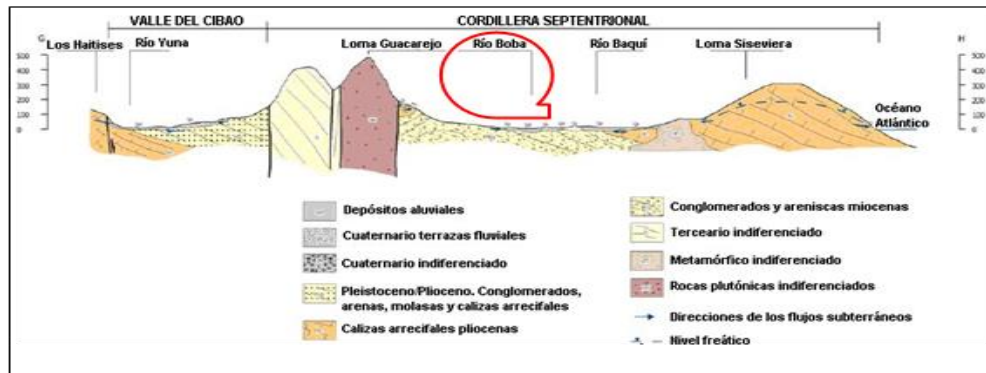 VALLE DEL CIBAO
CORDILLERA SEPTENTRIONAL
G
H
Los Haitises
Río Yuna
Loma Guacarejo
Río Boba
Río Baquí
Loma Siseviera
500
400
300
200
100
0
500
400
300
200
100
0
Océano
Atlántico
Depósitos aluviales
Cuaternario terrazas fluviales
Cuaternario indiferenciado
Pleistoceno/Plioceno. Conglomerados,
arenas, molasas y calizas arrecifales
Calizas arrecifales pliocenas
Conglomerados y areniscas miocenas
Terceario indiferenciado
Metamórfico indiferenciado
Rocas plutónicas indiferenciados
Direcciones de los flujos subterráneos
Nivel freático